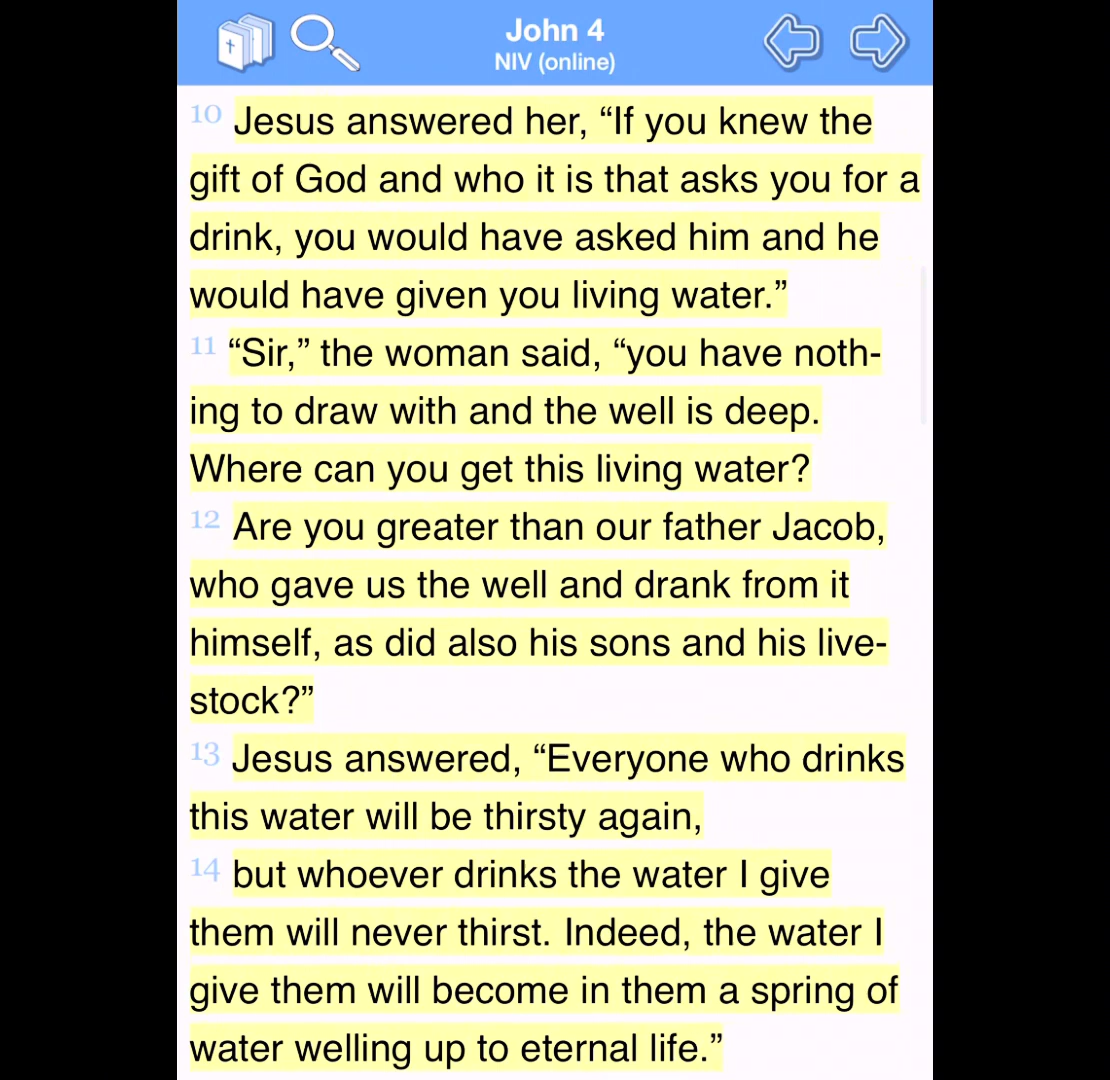 John 4
NIV (online)
10 Jesus answered her, “If you knew the
gift of God and who it is that asks you for a
drink, you would have asked him and he
would have given you living water.”
11 “Sir,” the woman said, “you have noth-
ing to draw with and the well is deep.
Where can you get this living water?
12 Are you greater than our father Jacob,
who gave us the well and drank from it
himself, as did also his sons and his live-
stock?”
13 Jesus answered, “Everyone who drinks
this water will be thirsty again,
14 but whoever drinks the water I give
them will never thirst. Indeed, the water I
give them will become in them a spring of
water welling up to eternal life.”